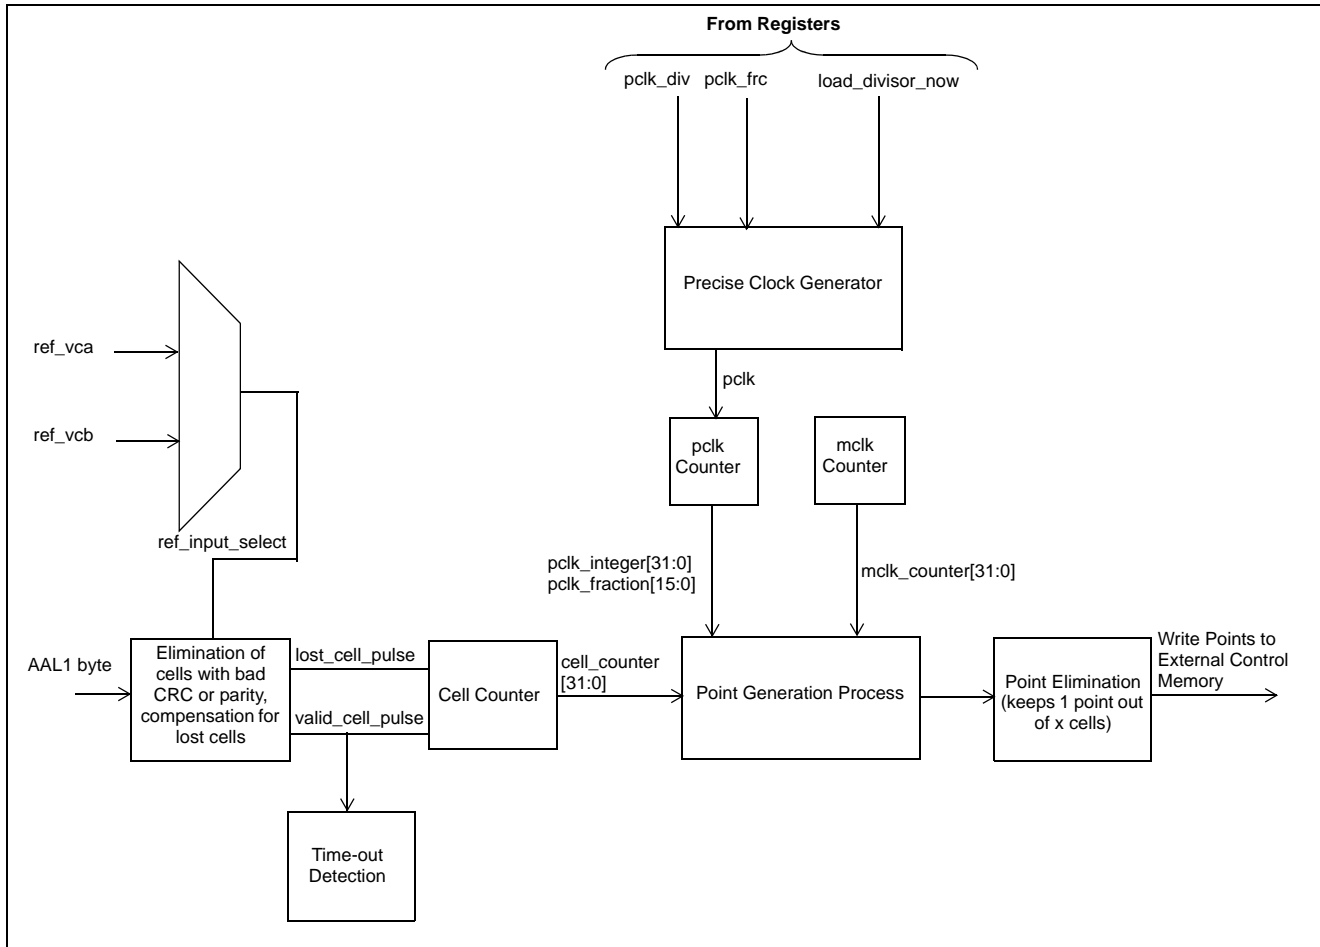 From Registers
pclk_div pclk_frc load_divisor_now
Precise Clock Generator
ref_vca
pclk
ref_vcb
pclk
Counter
mclk
Counter
ref_input_select
pclk_integer[31:0]
pclk_fraction[15:0]
mclk_counter[31:0]
AAL1 byte
Elimination of
cells with bad
CRC or parity,
compensation for
lost cells
lost_cell_pulse
valid_cell_pulse
Cell Counter
cell_counter
[31:0]
Point Generation Process
Point Elimination
(keeps 1 point out
of x cells)
Write Points to
External Control
Memory
Time-out
Detection